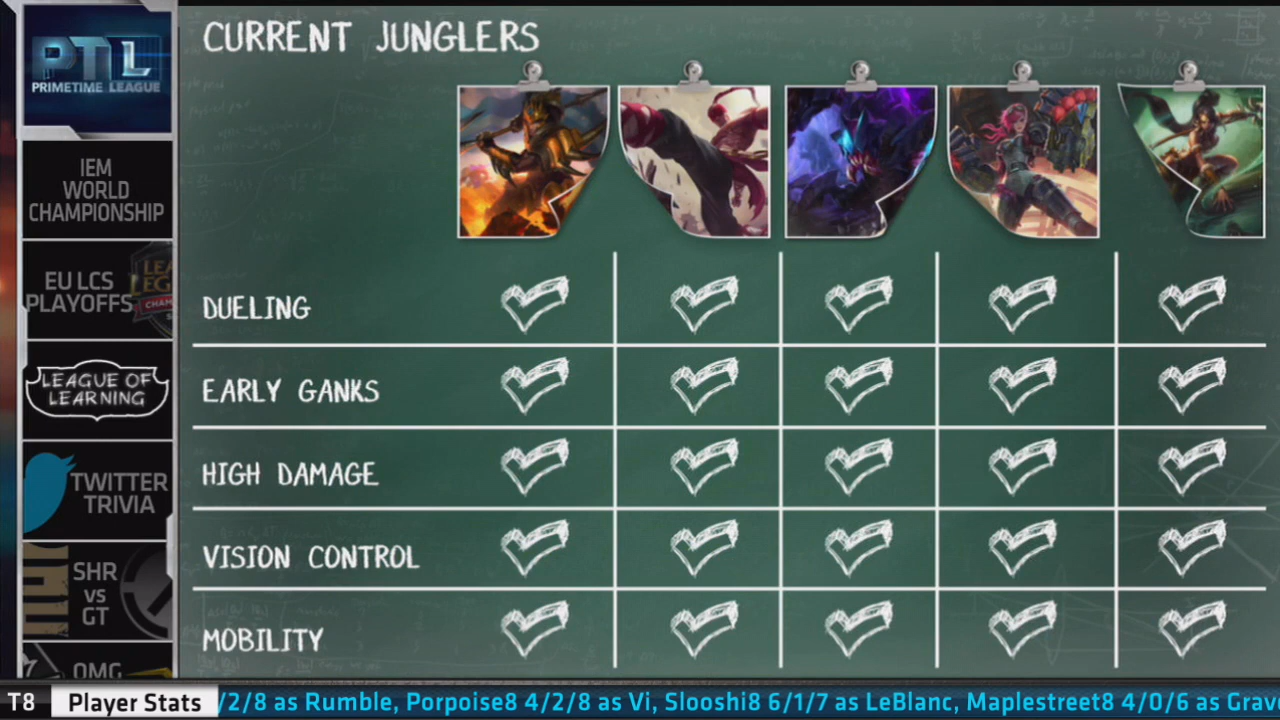 PTL
PRIMETIME LEAGUE
IEM
WORLD
CHAMPIONSHIP
EU LCS
PLAYOFFS
LEAGUE OF
LEARNING
TWITTER
TRIVIA
SHR
VS
GT
OMG
CURRENT JUNGLERS
DUELING
EARLY GANKS
HIGH DAMAGE
VISION CONTROL
MOBILITY
T8 Player Stats /2/8 as Rumble, Porpoise8 4/2/8 as Vi, Slooshi8 6/1/7 as LeBlanc, Maplestreet8 4/0/6 as Grav